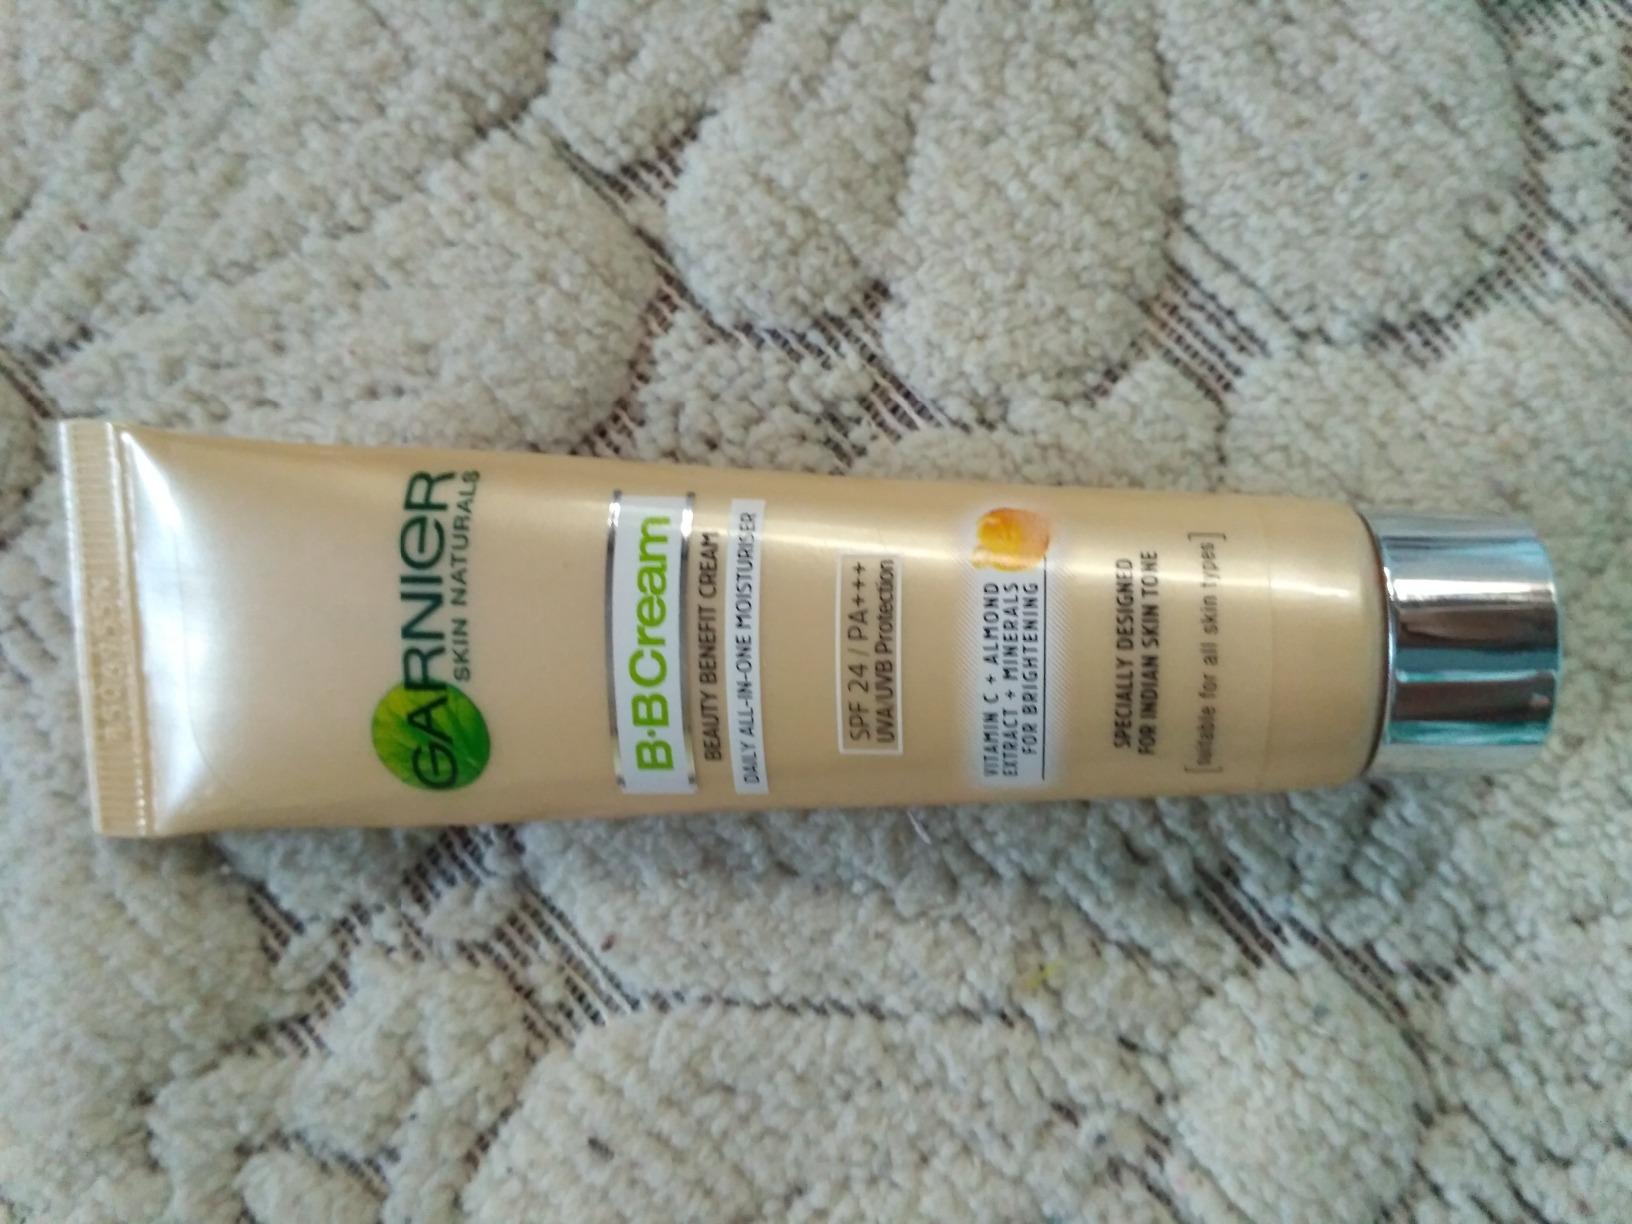 GARNIER
SKIN NATURALS
B·B Cream
BEAUTY BENEFIT CREAM
DAILY ALL-IN-ONE MOISTURISER
SPF 24 / PA+++
UVA/UVB Protection
VITAMIN C + ALMOND
EXTRACT + MINERALS
FOR BRIGHTENING
SPECIALLY DESIGNED
FOR INDIAN SKIN TONE
[suitable for all skin types]